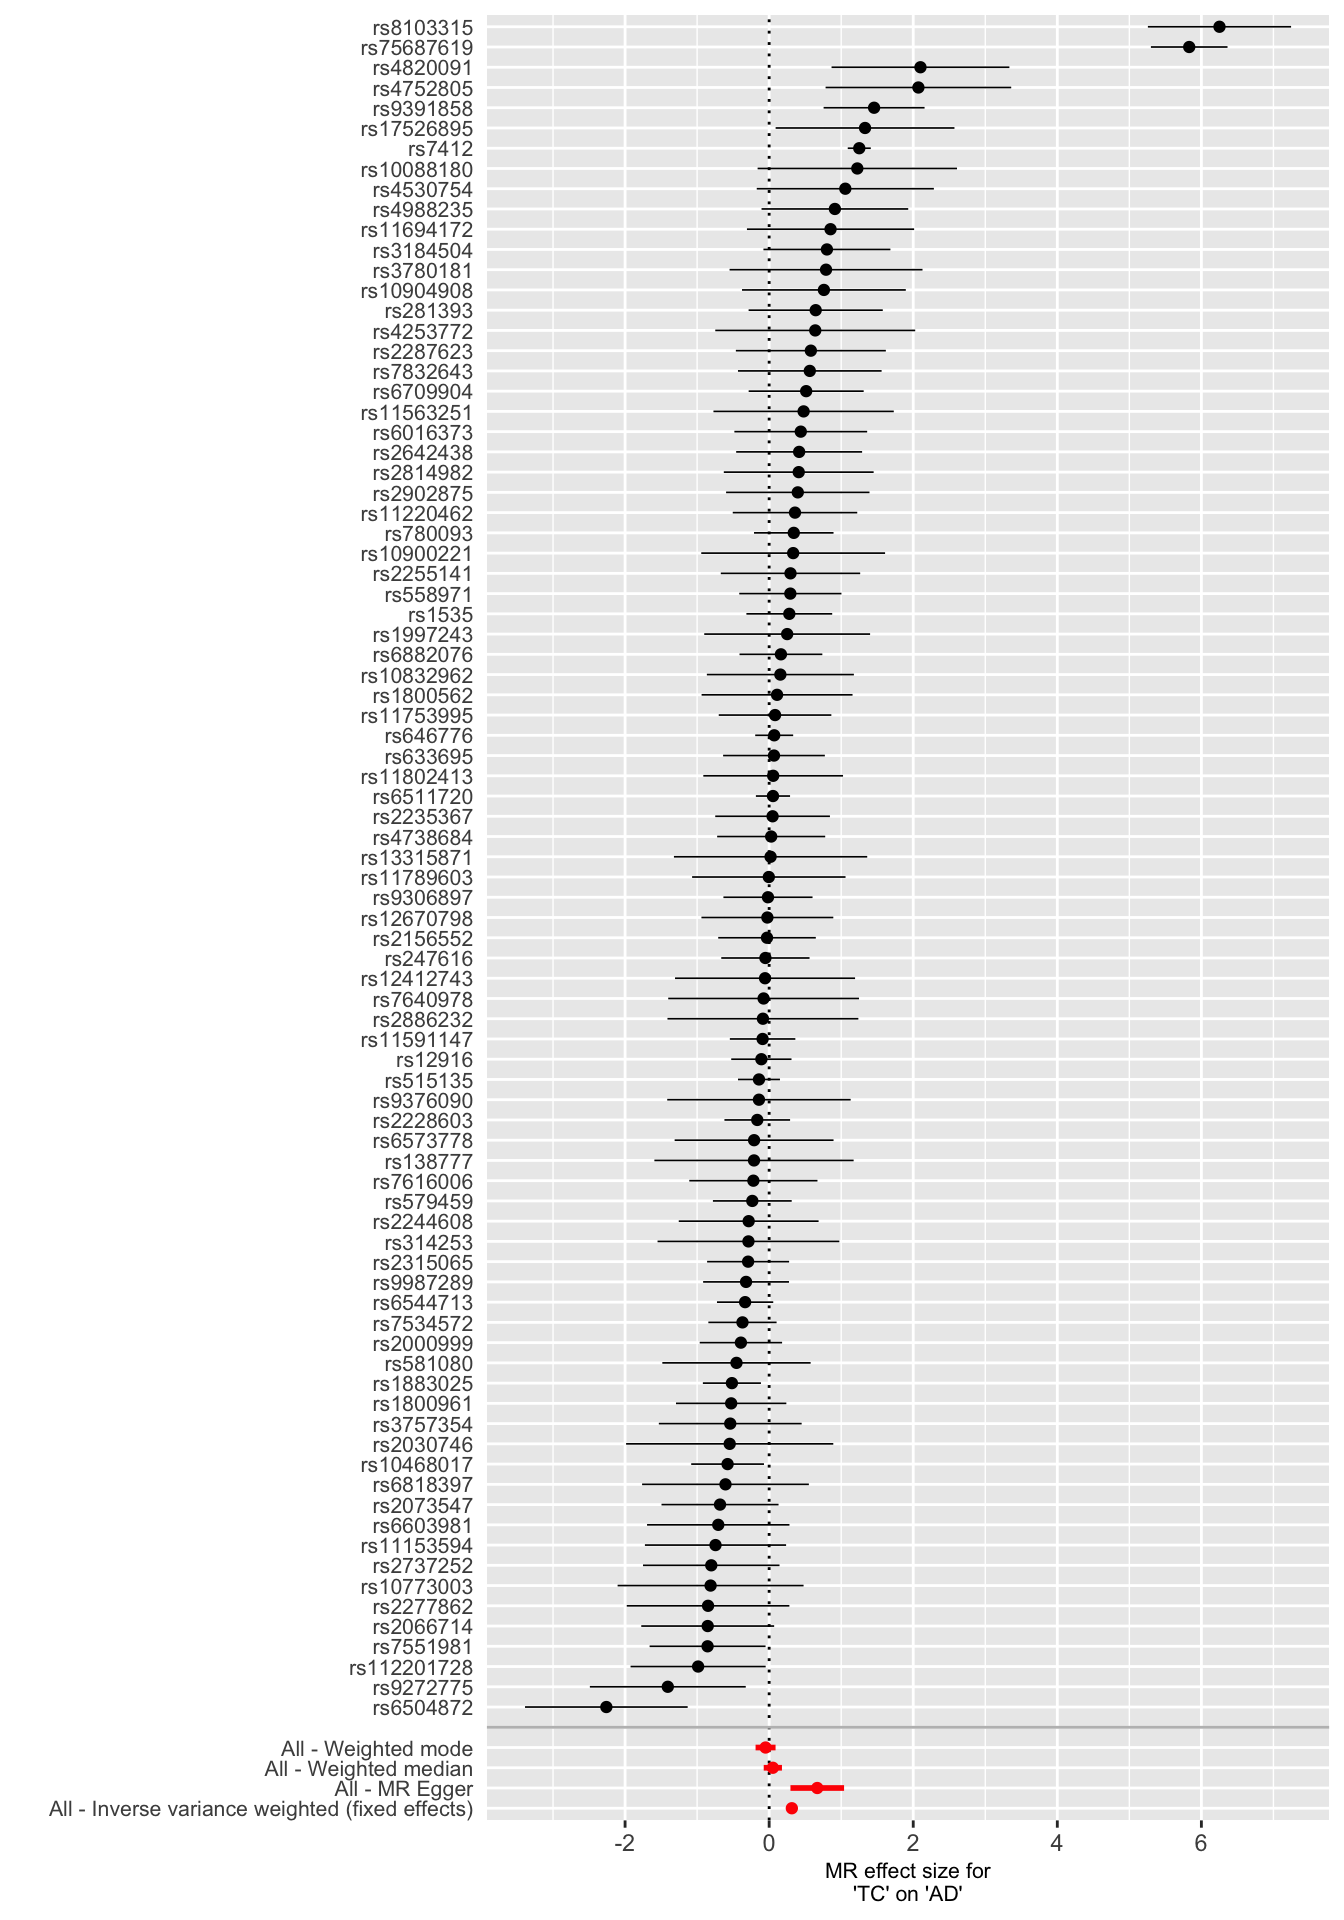 rs8103315
rs75687619
rs4820091
rs4752805
rs9391858
rs17526895
rs7412
rs10088180
rs4530754
rs4988235
rs11694172
rs3184504
rs3780181
rs10904908
rs281393
rs4253772
rs2287623
rs7832643
rs6709904
rs11563251
rs6016373
rs2642438
rs2814982
rs2902875
rs11220462
rs780093
rs10900221
rs2255141
rs558971
rs1535
rs1997243
rs6882076
rs10832962
rs1800562
rs11753995
rs646776
rs633695
rs11802413
rs6511720
rs2235367
rs4738684
rs13315871
rs11789603
rs9306897
rs12670798
rs2156552
rs247616
rs12412743
rs7640978
rs2886232
rs11591147
rs12916
rs515135
rs9376090
rs2228603
rs6573778
rs138777
rs7616006
rs579459
rs2244608
rs314253
rs2315065
rs9987289
rs6544713
rs7534572
rs2000999
rs581080
rs1883025
rs1800961
rs3757354
rs2030746
rs10468017
rs6818397
rs2073547
rs6603981
rs11153594
rs2737252
rs10773003
rs2277862
rs2066714
rs7551981
rs112201728
rs9272775
rs6504872
All - Weighted mode
All - Weighted median
All - MR Egger
All - Inverse variance weighted (fixed effects)
-2 0 2 4 6
MR effect size for
'TC' on 'AD'